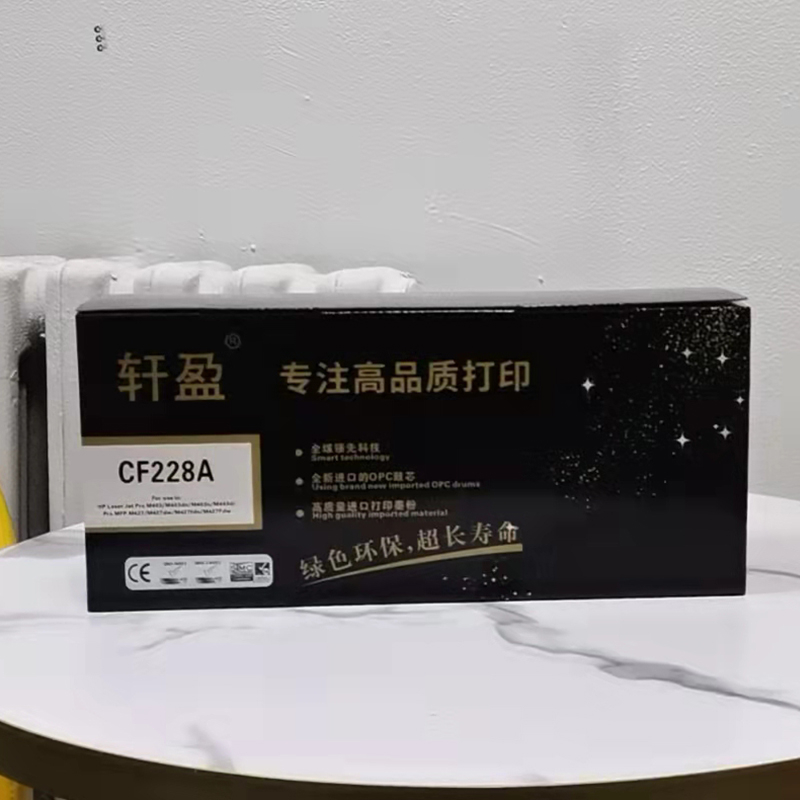 轩盈®
专注高品质打印
CF228A
For use in:
全球领先科技
Smart technology
全新进口的OPC鼓芯
Using brand new imported OPC drums
高质量进口打印墨粉
High quality imported material
绿色环保,超长寿命
CE